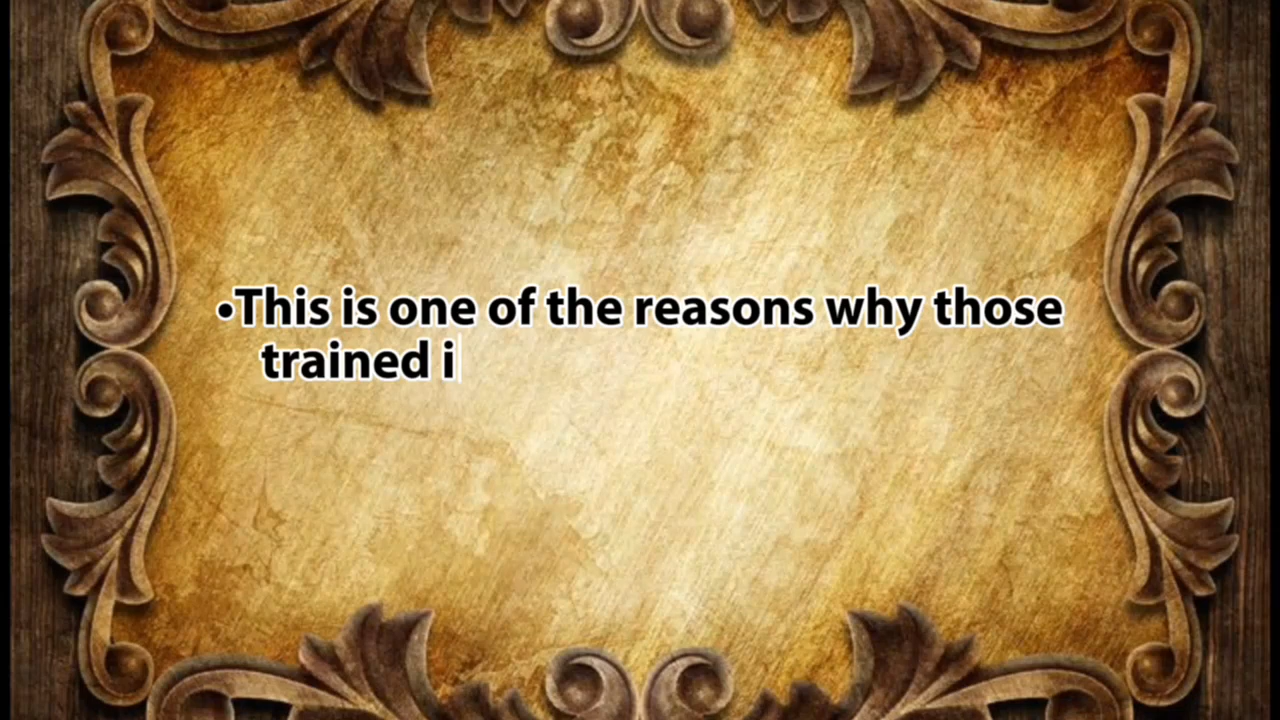 •This is one of the reasons why those
trained i